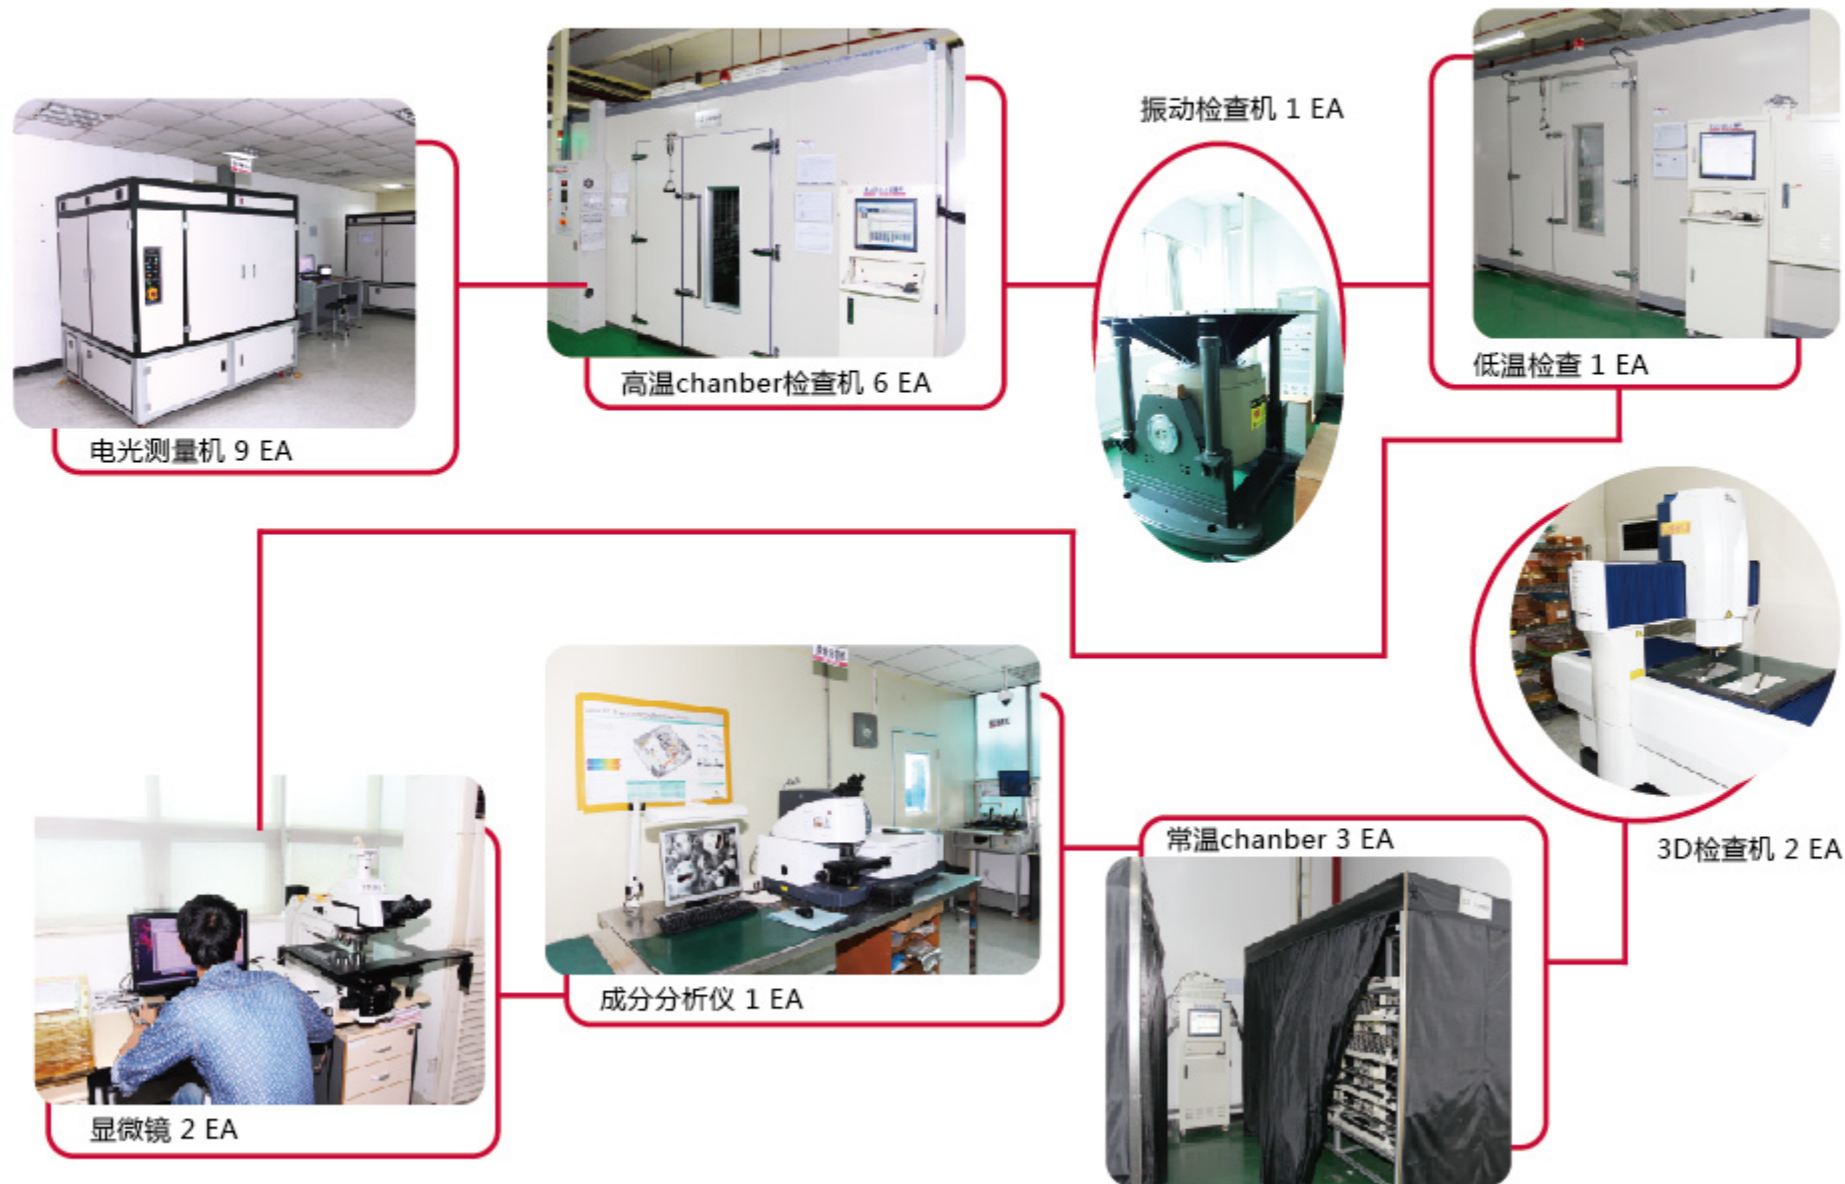 电光测量机 9 EA
高温chanber检查机 6 EA
振动检查机 1 EA
低温检查 1 EA
显微镜 2 EA
成分分析仪 1 EA
常温chanber 3 EA
3D检查机 2 EA